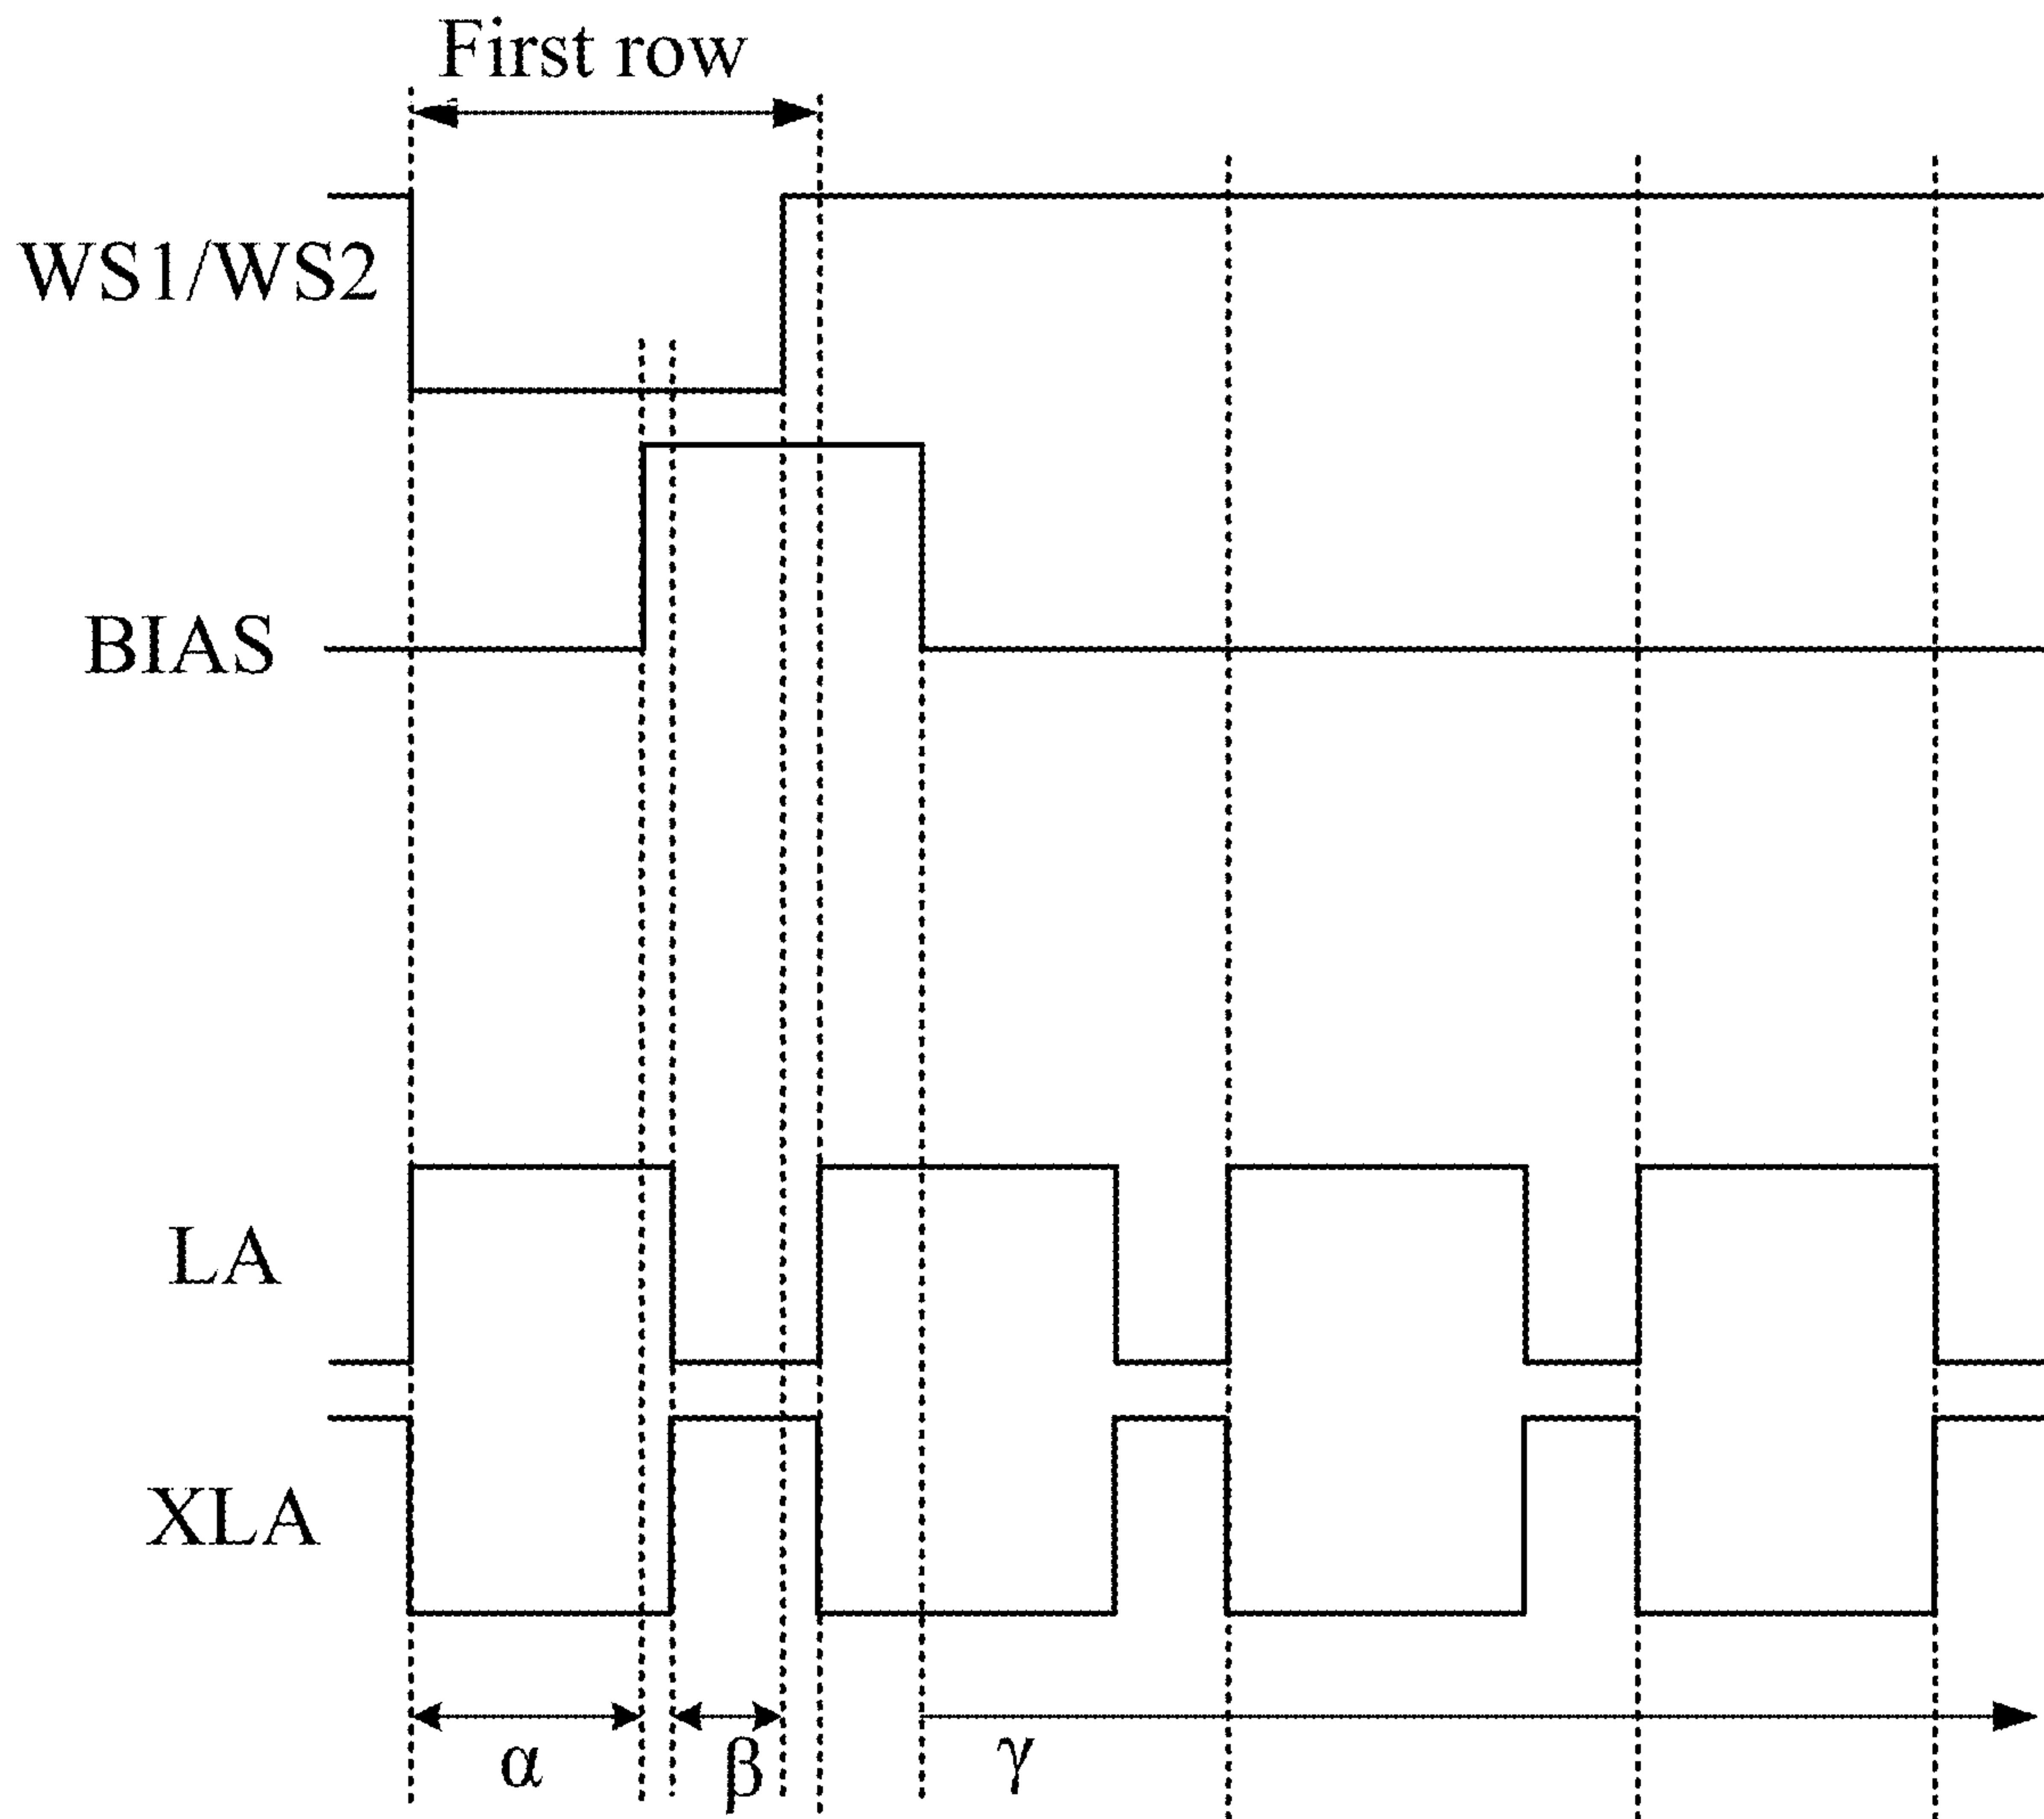 First row
WS1/WS2
BIAS
LA
XLA
α β γ